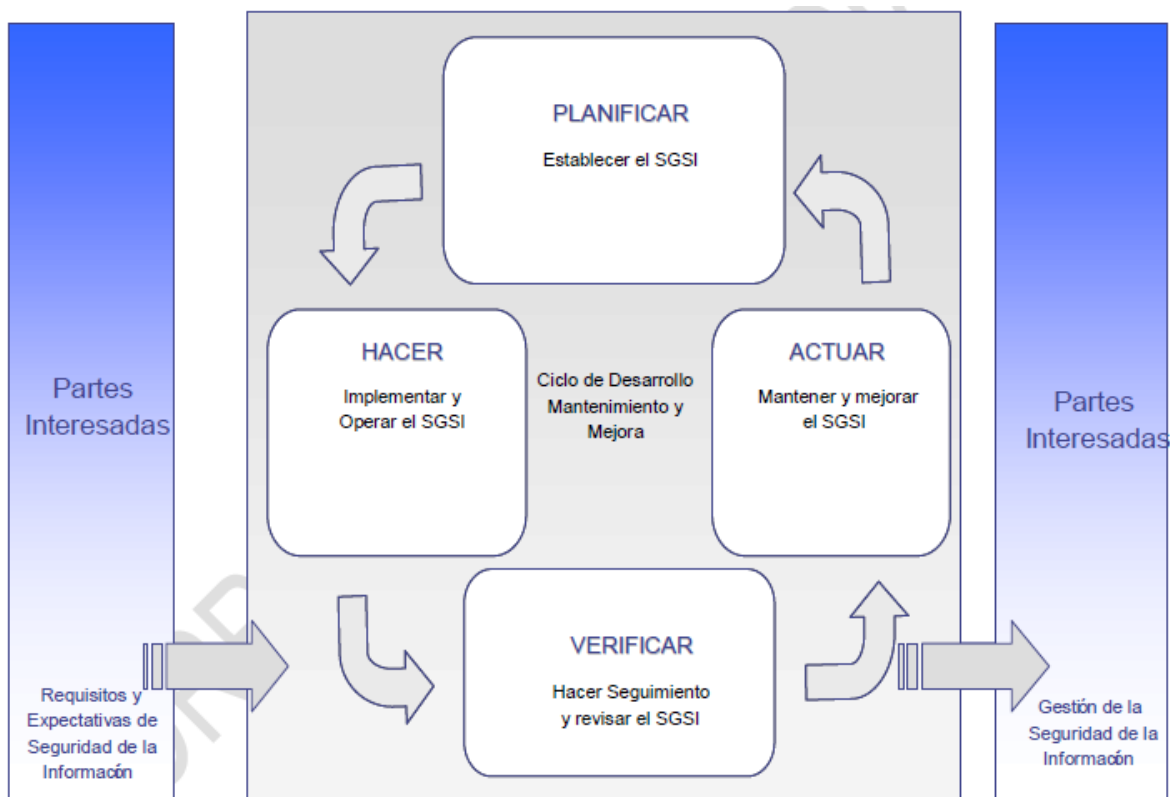 PLANIFICAR
Establecer el SGSI
HACER
Implementar y
Operar el SGSI
Ciclo de Desarrollo
Mantenimiento y
Mejora
ACTUAR
Mantener y mejorar
el SGSI
VERIFICAR
Hacer Seguimiento
y revisar el SGSI
Partes
Interesadas
Requisitos y
Expectativas de
Seguridad de la
Información
Partes
Interesadas
Gestión de la
Seguridad de la
Información